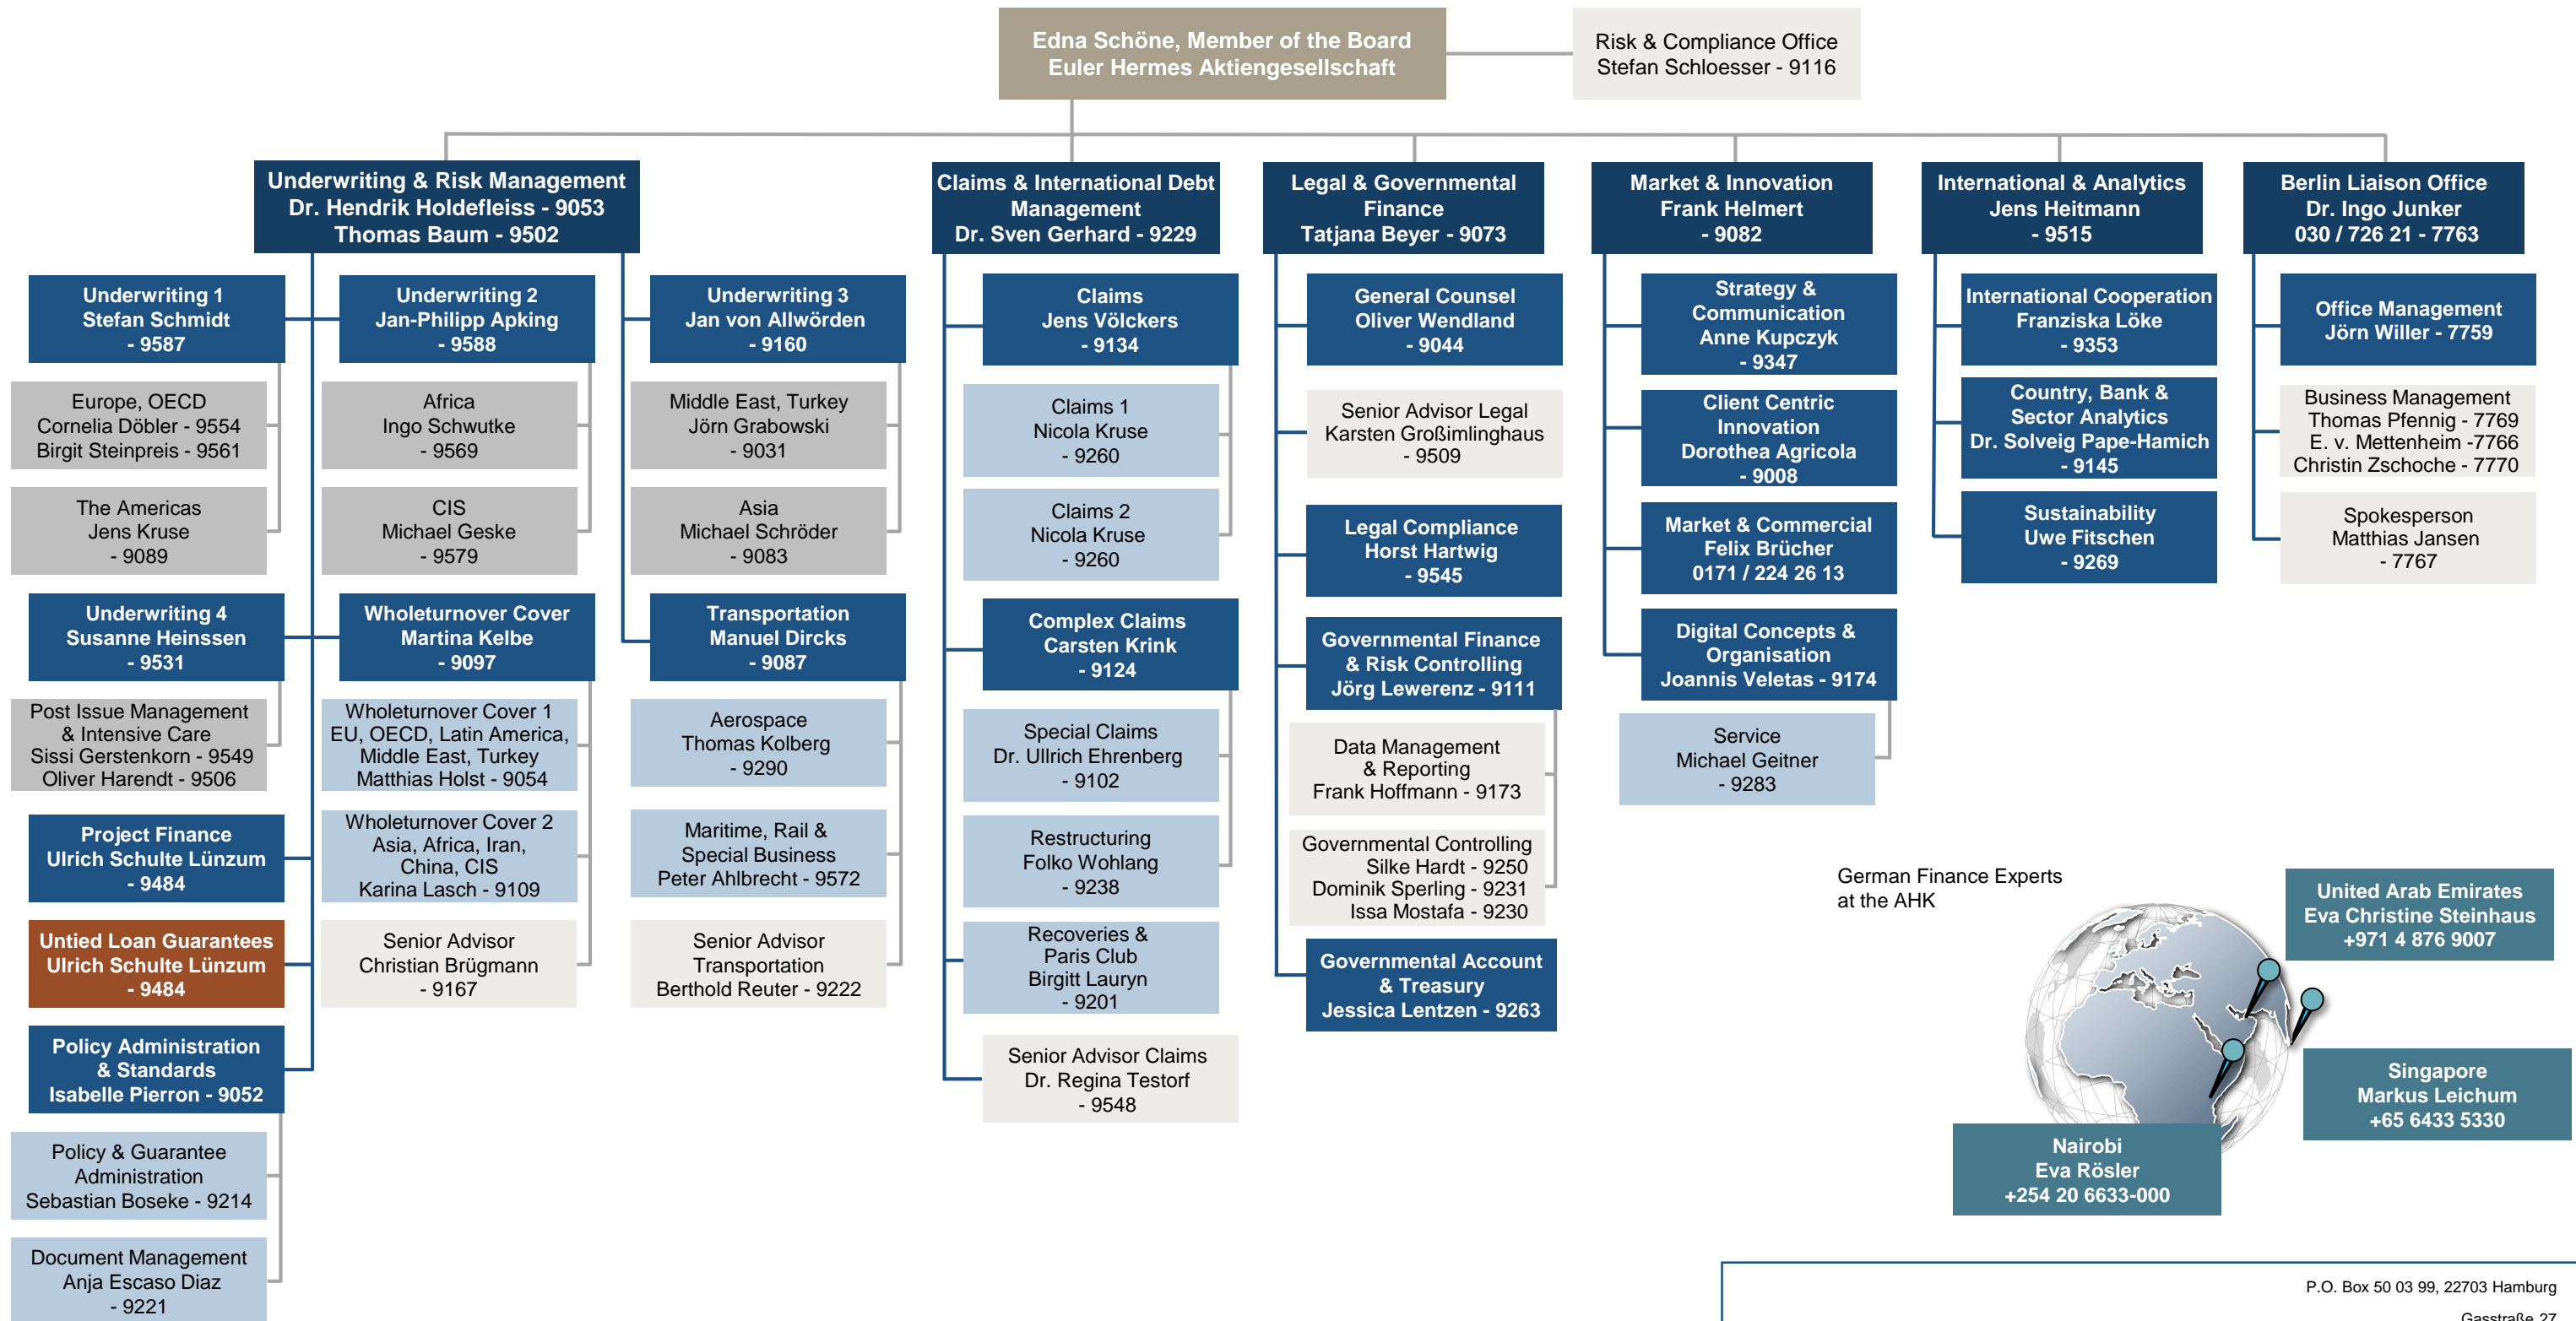 Edna Schöne, Member of the Board
Euler Hermes Aktiengesellschaft
Risk & Compliance Office
Stefan Schloesser - 9116
Underwriting & Risk Management
Dr. Hendrik Holdefleiss - 9053
Thomas Baum - 9502
Claims & International Debt
Management
Dr. Sven Gerhard - 9229
Legal & Governmental
Finance
Tatjana Beyer - 9073
Market & Innovation
Frank Helmert
- 9082
International & Analytics
Jens Heitmann
- 9515
Berlin Liaison Office
Dr. Ingo Junker
030 / 726 21 - 7763
Underwriting 1
Stefan Schmidt
- 9587
Europe, OECD
Cornelia Döbler - 9554
Birgit Steinpreis - 9561
The Americas
Jens Kruse
- 9089
Underwriting 4
Susanne Heinssen
- 9531
Post Issue Management
& Intensive Care
Sissi Gerstenkorn - 9549
Oliver Harendt - 9506
Project Finance
Ulrich Schulte Lünzum
- 9484
Untied Loan Guarantees
Ulrich Schulte Lünzum
- 9484
Policy Administration
& Standards
Isabelle Pierron - 9052
Policy & Guarantee
Administration
Sebastian Boseke - 9214
Document Management
Anja Escaso Diaz
- 9221
Underwriting 2
Jan-Philipp Apking
- 9588
Africa
Ingo Schwutke
- 9569
CIS
Michael Geske
- 9579
Wholeturnover Cover
Martina Kelbe
- 9097
Wholeturnover Cover 1
EU, OECD, Latin America,
Middle East, Turkey
Matthias Holst - 9054
Wholeturnover Cover 2
Asia, Africa, Iran,
China, CIS
Karina Lasch - 9109
Senior Advisor
Christian Brügmann
- 9167
Underwriting 3
Jan von Allwörden
- 9160
Middle East, Turkey
Jörn Grabowski
- 9031
Asia
Michael Schröder
- 9083
Transportation
Manuel Dircks
- 9087
Aerospace
Thomas Kolberg
- 9290
Maritime, Rail &
Special Business
Peter Ahlbrecht - 9572
Senior Advisor
Transportation
Berthold Reuter - 9222
Claims
Jens Völckers
- 9134
Claims 1
Nicola Kruse
- 9260
Claims 2
Nicola Kruse
- 9260
Complex Claims
Carsten Krink
- 9124
Special Claims
Dr. Ullrich Ehrenberg
- 9102
Restructuring
Folko Wohlang
- 9238
Recoveries &
Paris Club
Birgitt Lauryn
- 9201
Senior Advisor Claims
Dr. Regina Testorf
- 9548
General Counsel
Oliver Wendland
- 9044
Senior Advisor Legal
Karsten Großimlinghaus
- 9509
Legal Compliance
Horst Hartwig
- 9545
Governmental Finance
& Risk Controlling
Jörg Lewerenz - 9111
Data Management
& Reporting
Frank Hoffmann - 9173
Governmental Controlling
Silke Hardt - 9250
Dominik Sperling - 9231
Issa Mostafa - 9230
Governmental Account
& Treasury
Jessica Lentzen - 9263
Strategy &
Communication
Anne Kupczyk
- 9347
Client Centric
Innovation
Dorothea Agricola
- 9008
Market & Commercial
Felix Brücher
0171 / 224 26 13
Digital Concepts &
Organisation
Joannis Veletas - 9174
Service
Michael Geitner
- 9283
International Cooperation
Franziska Löke
- 9353
Country, Bank &
Sector Analytics
Dr. Solveig Pape-Hamich
- 9145
Sustainability
Uwe Fitschen
- 9269
Office Management
Jörn Willer - 7759
Business Management
Thomas Pfennig - 7769
E. v. Mettenheim -7766
Christin Zschoche - 7770
Spokesperson
Matthias Jansen
- 7767
German Finance Experts
at the AHK
United Arab Emirates
Eva Christine Steinhaus
+971 4 876 9007
Singapore
Markus Leichum
+65 6433 5330
Nairobi
Eva Rösler
+254 20 6633-000
P.O. Box 50 03 99, 22703 Hamburg
Gasstraße 27